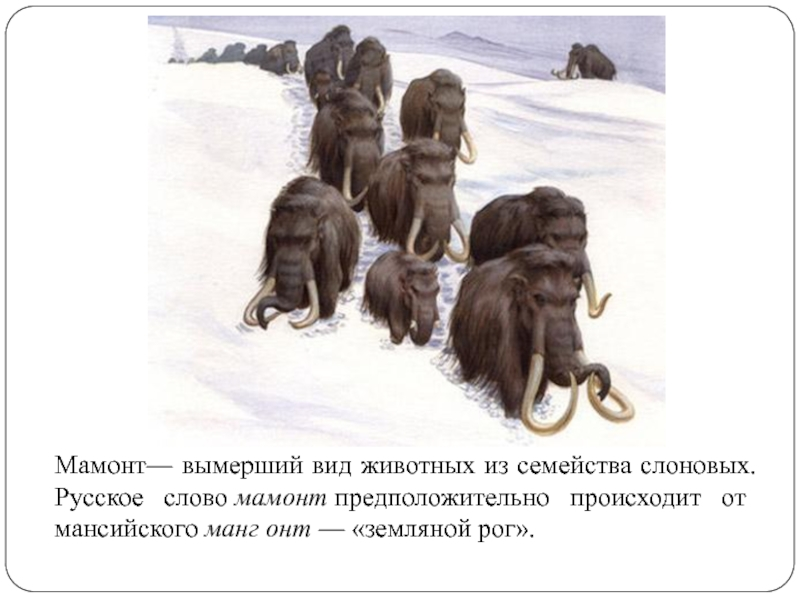 Мамонт— вымерший вид животных из семейства слоновых.
Русское слово мамонт предположительно происходит от
мансийского манг онт — «земляной рог».